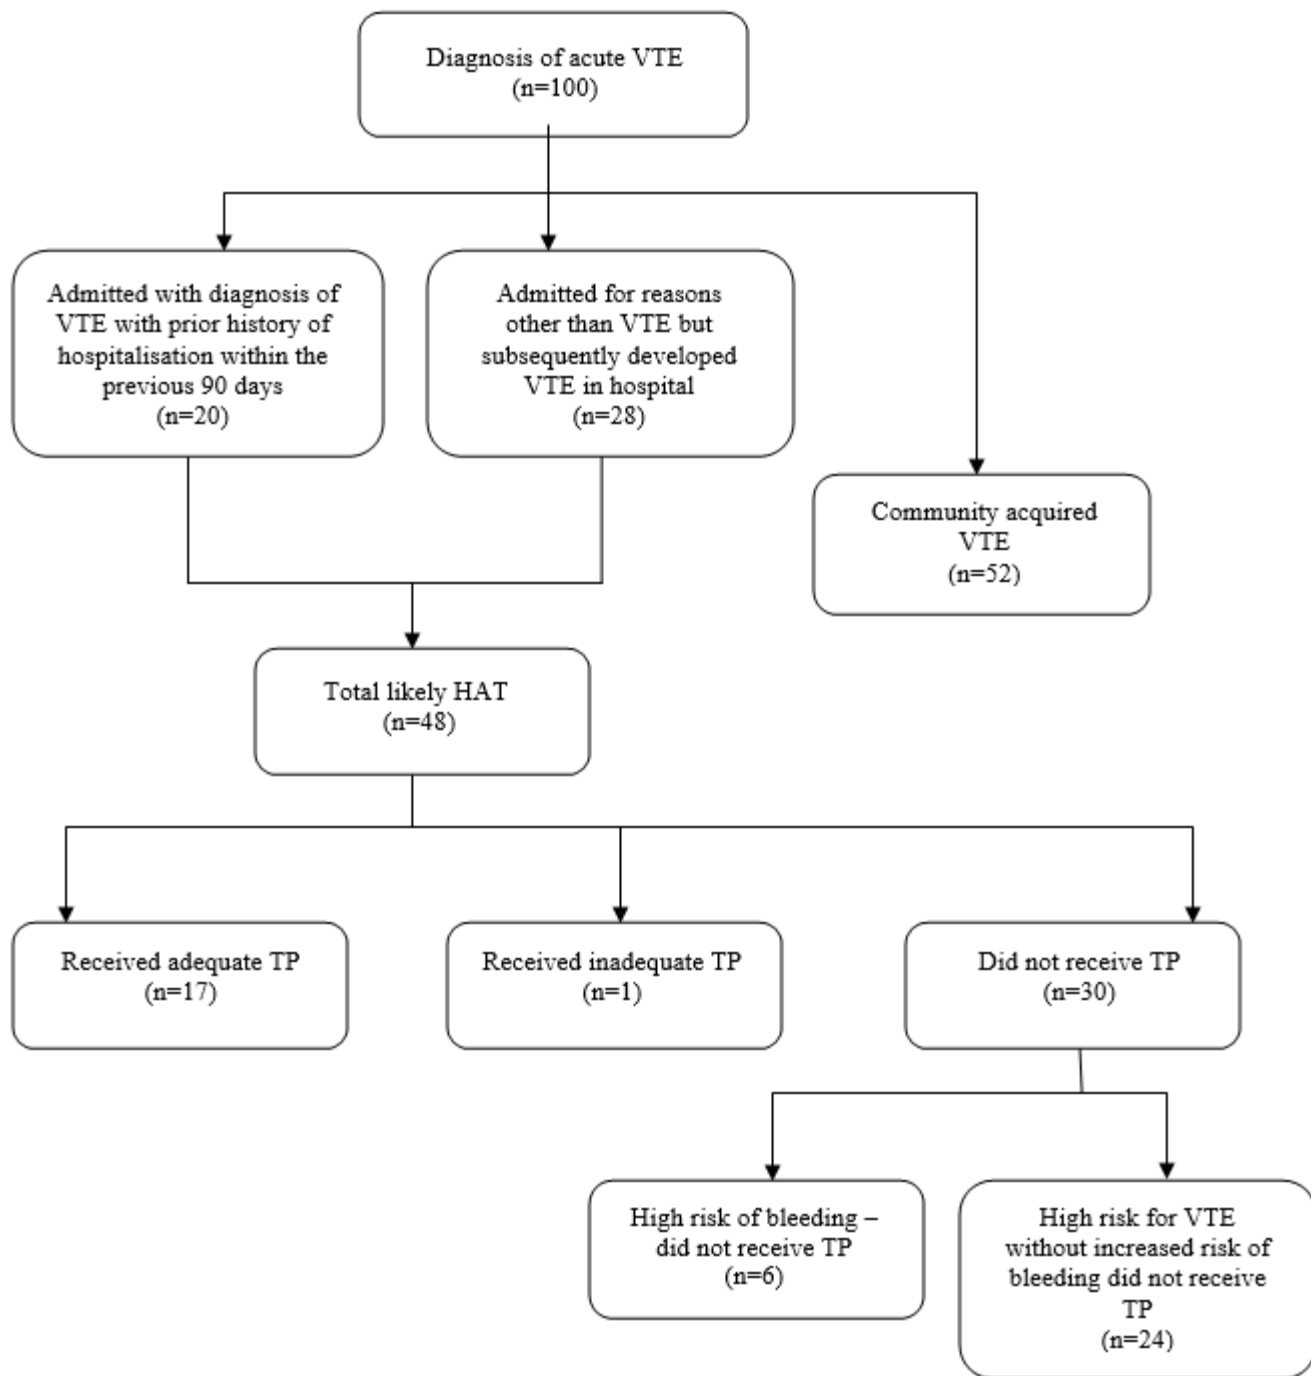 Diagnosis of acute VTE
(n=100)
Admitted with diagnosis of
VTE with prior history of
hospitalisation within the
previous 90 days
(n=20)
Admitted for reasons
other than VTE but
subsequently developed
VTE in hospital
(n=28)
Community acquired
VTE
(n=52)
Total likely HAT
(n=48)
Received adequate TP
(n=17)
Received inadequate TP
(n=1)
Did not receive TP
(n=30)
High risk of bleeding –
did not receive TP
(n=6)
High risk for VTE
without increased risk of
bleeding did not receive
TP
(n=24)